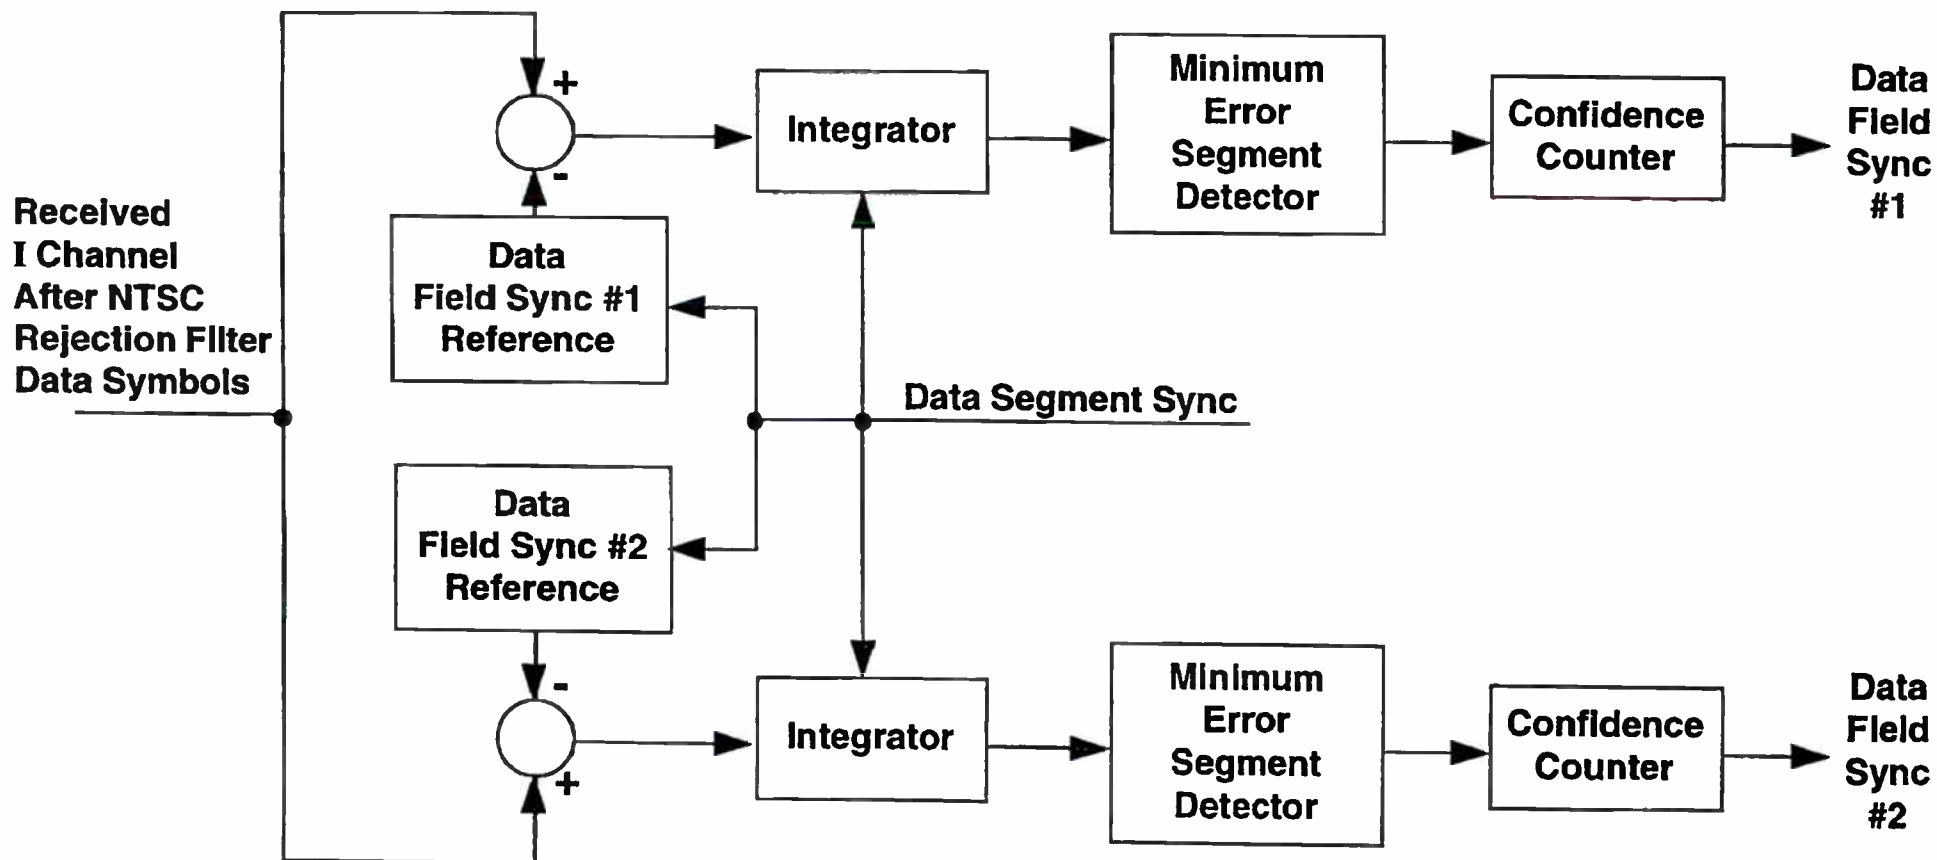 +
-
Integrator
Minimum
Error
Segment
Detector
Confidence
Counter
Data
Field
Sync
#1
Received
I Channel
After NTSC
Rejection Filter
Data Symbols
Data
Field Sync #1
Reference
Data Segment Sync
Data
Field Sync #2
Reference
-
+
Integrator
Minimum
Error
Segment
Detector
Confidence
Counter
Data
Field
Sync
#2